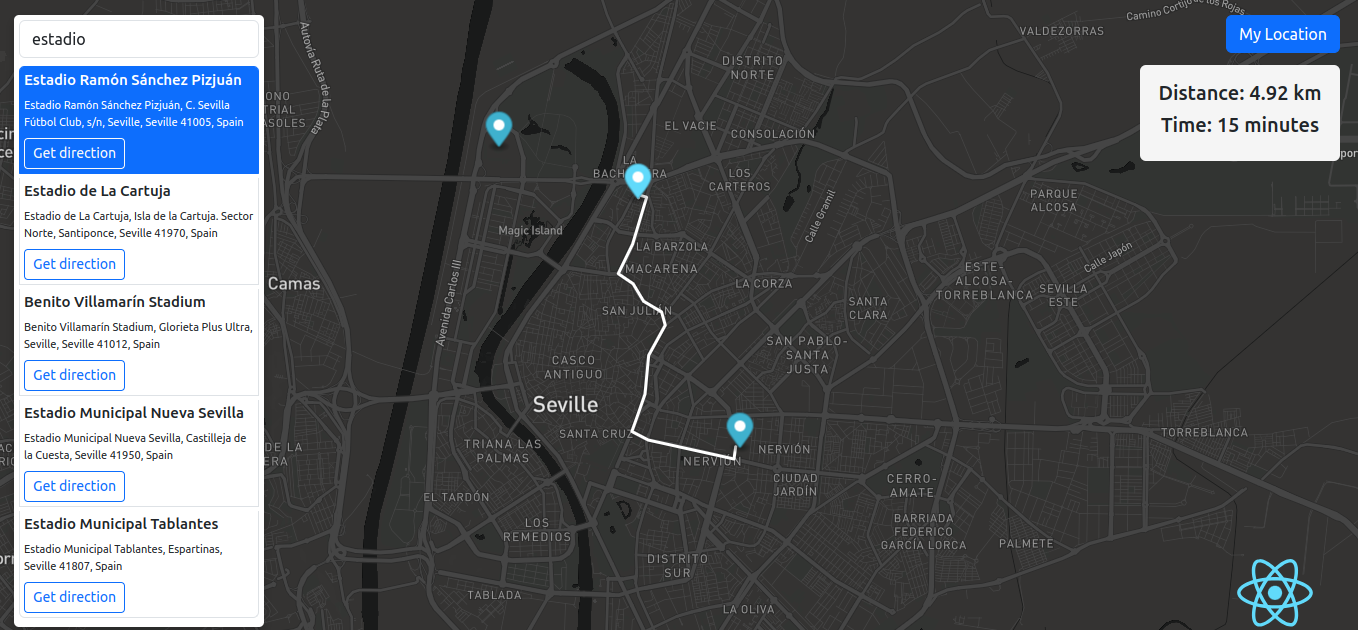 estadio
Estadio Ramón Sánchez Pizjuán
Estadio Ramón Sánchez Pizjuán, C. Sevilla
Fútbol Club, s/n, Seville, Seville 41005, Spain
Get direction
Estadio de La Cartuja
Estadio de La Cartuja, Isla de la Cartuja. Sector
Norte, Santiponce, Seville 41970, Spain
Get direction
Benito Villamarín Stadium
Benito Villamarín Stadium, Glorieta Plus Ultra,
Seville, Seville 41012, Spain
Get direction
Estadio Municipal Nueva Sevilla
Estadio Municipal Nueva Sevilla, Castilleja de
la Cuesta, Seville 41950, Spain
Get direction
Estadio Municipal Tablantes
Estadio Municipal Tablantes, Espartinas,
Seville 41807, Spain
Get direction
My Location
Distance: 4.92 km
Time: 15 minutes
Autovía Ruta de la Plata
VALDEZORRAS
DISTRITO
NORTE
EL VACIE
CONSOLACIÓN
LA
LOS
CARTEROS
PARQUE
ALCOSA
Calle Gramil
Magic Island
LA BARZOLA
MACARENA
Calle Japón
Camas
Avenida Carlos III
LA CORZA
ESTE-
ALCOSA-
TORREBLANCA
SEVILLA
ESTE
SANTA
CLARA
SAN JULIÁN
SAN PABLO-
SANTA
JUSTA
CASCO
ANTIGUO
Seville
SANTA CRUZ
TRIANA LAS
PALMAS
NERVIÓN
NERVIÓN
TORREBLANCA
DE LA
CIUDAD
JARDÍN
CERRO-
AMATE
EL TARDÓN
LOS
REMEDIOS
BARRIADA
FEDERICO
GARCÍA LORCA
PALMETE
DISTRITO
SUR
TABLADA
LA OLIVA